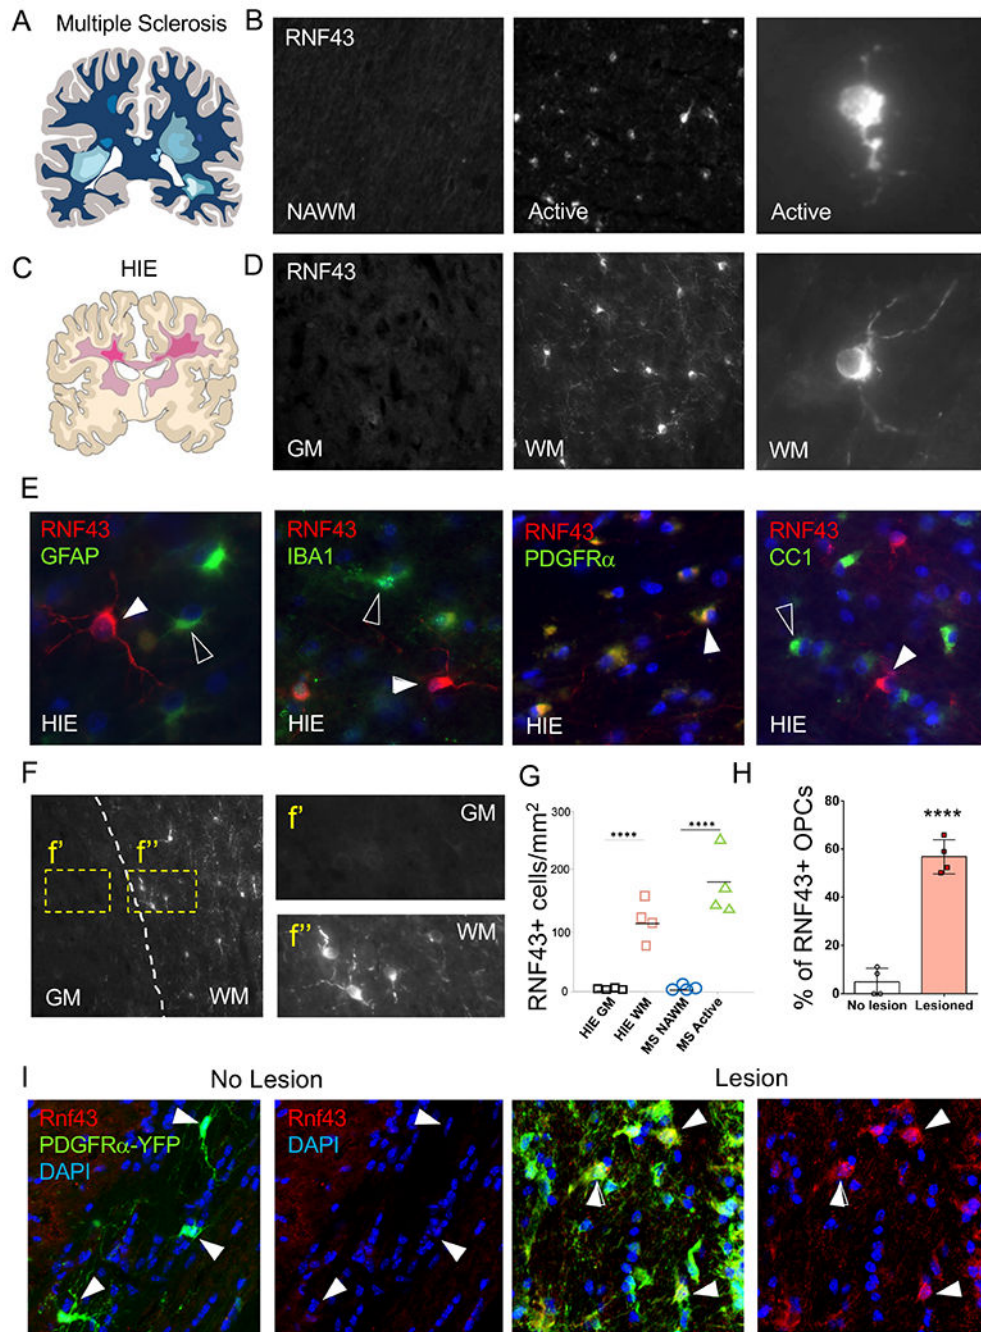 A
Multiple Sclerosis
B
RNF43
NAWM
Active
Active
C
HIE
D
RNF43
GM
WM
WM
E
RNF43
GFAP
HIE
RNF43
IBA1
HIE
RNF43
PDGFRα
HIE
RNF43
CC1
HIE
F
f'
f''
GM
WM
f'
GM
f''
WM
G
RNF43+ cells/mm²
300
200
100
0
****
****
HIE GM
HIE WM
MS NAWM
MS Active
H
% of RNF43+ OPCs
80
60
40
20
0
****
No lesion
Lesioned
I
No Lesion
Lesion
Rnf43
PDGFRα-YFP
DAPI
Rnf43
DAPI